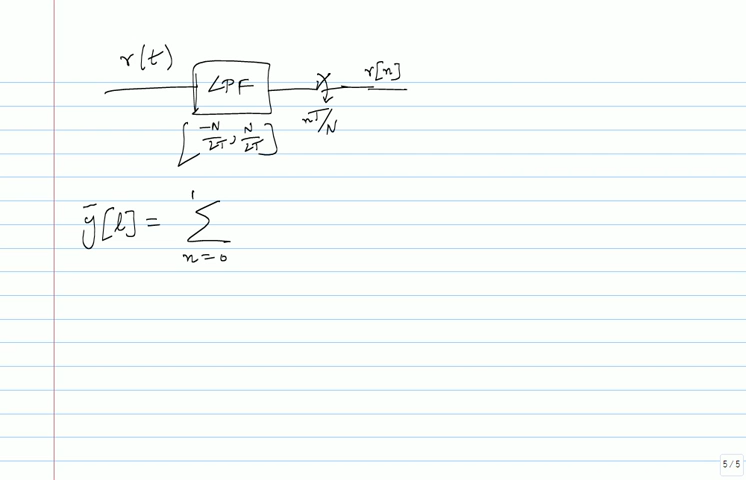 r(t) LPF r[n]
nT/N
[-N/2T, N/2T]
ȳ[l] = Σ
n=0
5/5